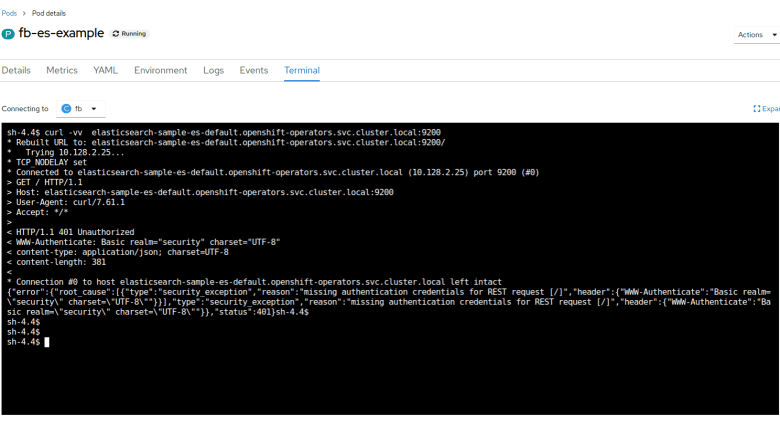 Pods > Pod details
P fb-es-example Running
Actions
Details Metrics YAML Environment Logs Events Terminal
Connecting to C fb
Expan
sh-4.4$ curl -vv  elasticsearch-sample-es-default.openshift-operators.svc.cluster.local:9200
* Rebuilt URL to: elasticsearch-sample-es-default.openshift-operators.svc.cluster.local:9200/
*   Trying 10.128.2.25...
* TCP_NODELAY set
* Connected to elasticsearch-sample-es-default.openshift-operators.svc.cluster.local (10.128.2.25) port 9200 (#0)
> GET / HTTP/1.1
> Host: elasticsearch-sample-es-default.openshift-operators.svc.cluster.local:9200
> User-Agent: curl/7.61.1
> Accept: */*
>
< HTTP/1.1 401 Unauthorized
< WWW-Authenticate: Basic realm="security" charset="UTF-8"
< content-type: application/json; charset=UTF-8
< content-length: 381
<
* Connection #0 to host elasticsearch-sample-es-default.openshift-operators.svc.cluster.local left intact
{"error":{"root_cause":[{"type":"security_exception","reason":"missing authentication credentials for REST request [/]","header":{"WWW-Authenticate":"Basic realm=
\"security\" charset=\"UTF-8\""}}],"type":"security_exception","reason":"missing authentication credentials for REST request [/]","header":{"WWW-Authenticate":"Ba
sic realm=\"security\" charset=\"UTF-8\""}},"status":401}sh-4.4$
sh-4.4$
sh-4.4$